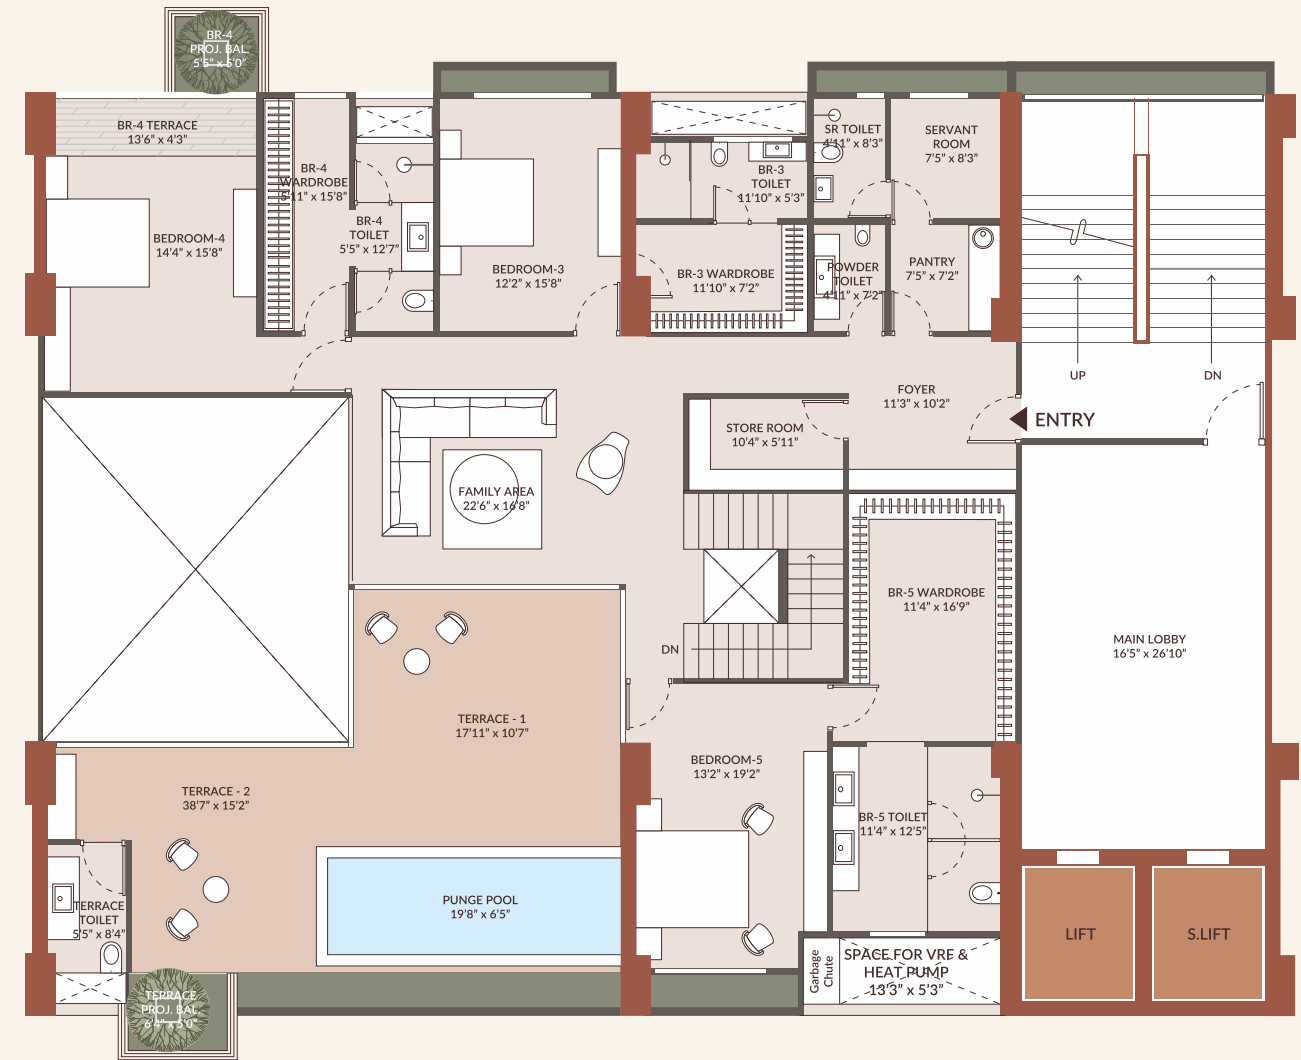 BR-4
PROJ. BAL.
5'5" x 5'0"
BR-4 TERRACE
13'6" x 4'3"
BR-4
WARDROBE
5'11" x 15'8"
BEDROOM-4
14'4" x 15'8"
BR-4
TOILET
5'5" x 12'7"
BEDROOM-3
12'2" x 15'8"
BR-3
TOILET
11'10" x 5'3"
BR-3 WARDROBE
11'10" x 7'2"
SR TOILET
4'11" x 8'3"
SERVANT
ROOM
7'5" x 8'3"
POWDER
TOILET
4'11" x 7'2"
PANTRY
7'5" x 7'2"
UP
DN
FOYER
11'3" x 10'2"
ENTRY
STORE ROOM
10'4" x 5'11"
FAMILY AREA
22'6" x 16'8"
BR-5 WARDROBE
11'4" x 16'9"
DN
MAIN LOBBY
16'5" x 26'10"
TERRACE - 1
17'11" x 10'7"
BEDROOM-5
13'2" x 19'2"
TERRACE - 2
38'7" x 15'2"
BR-5 TOILET
11'4" x 12'5"
PUNGE POOL
19'8" x 6'5"
TERRACE
TOILET
5'5" x 8'4"
LIFT
S.LIFT
Garbage
Chute
SPACE FOR VRF &
HEAT PUMP
13'3" x 5'3"
TERRACE
PROJ. BAL.
6'4" x 5'0"